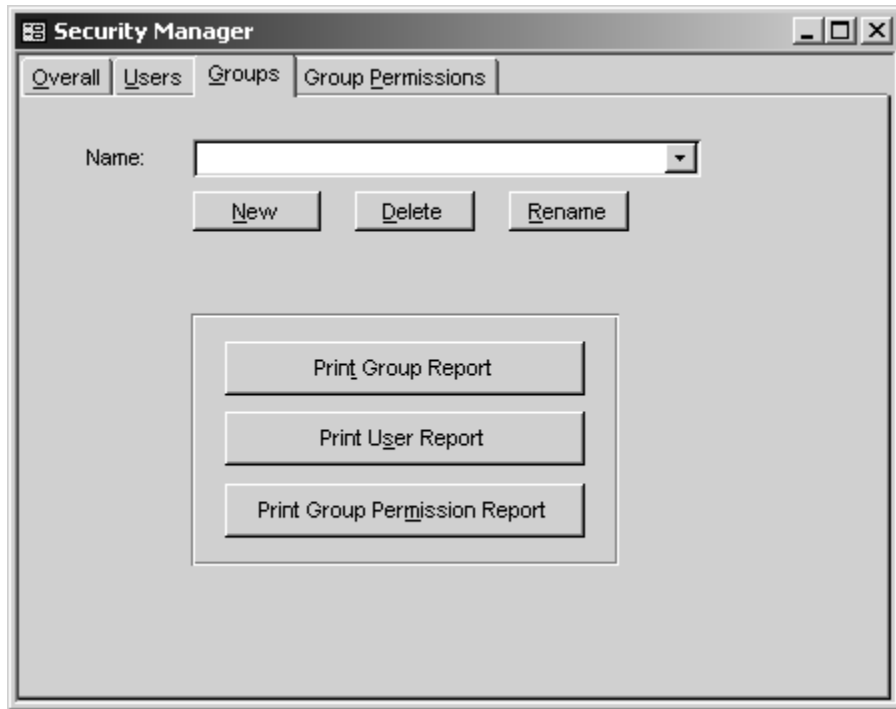 Security Manager
Overall Users Groups Group Permissions
Name:
New Delete Rename
Print Group Report
Print User Report
Print Group Permission Report